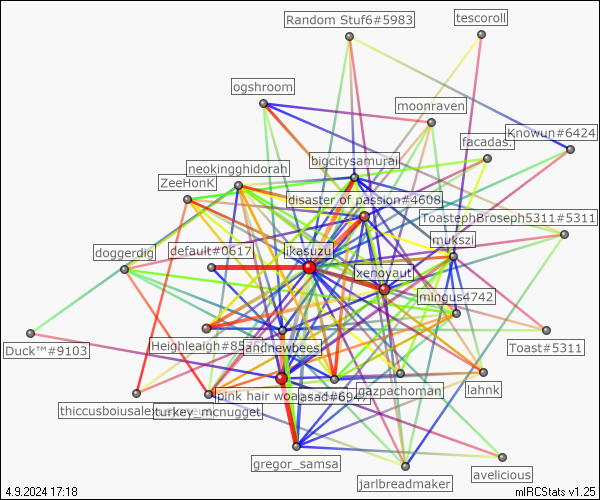 Random Stuf6#5983
tescoroll
ogshroom
moonraven
Knowun#6424
facadas.
bigcitysamurai
neokingghidorah
ZeeHonK
disaster of passion#4608
ToastephBroseph5311#5311
mukszi
doggerdig
default#0617
ikasuzu
xenoyaut
mingus4742
Heighleaigh#85
andnewbees
Duck™#9103
Toast#5311
gazpachoman
lahnk
pink hair woa
asad#6947
thiccusboiusale
turkey_mcnugget
gregor_samsa
avelicious
jarlbreadmaker
4.9.2024 17:18
mIRCStats v1.25